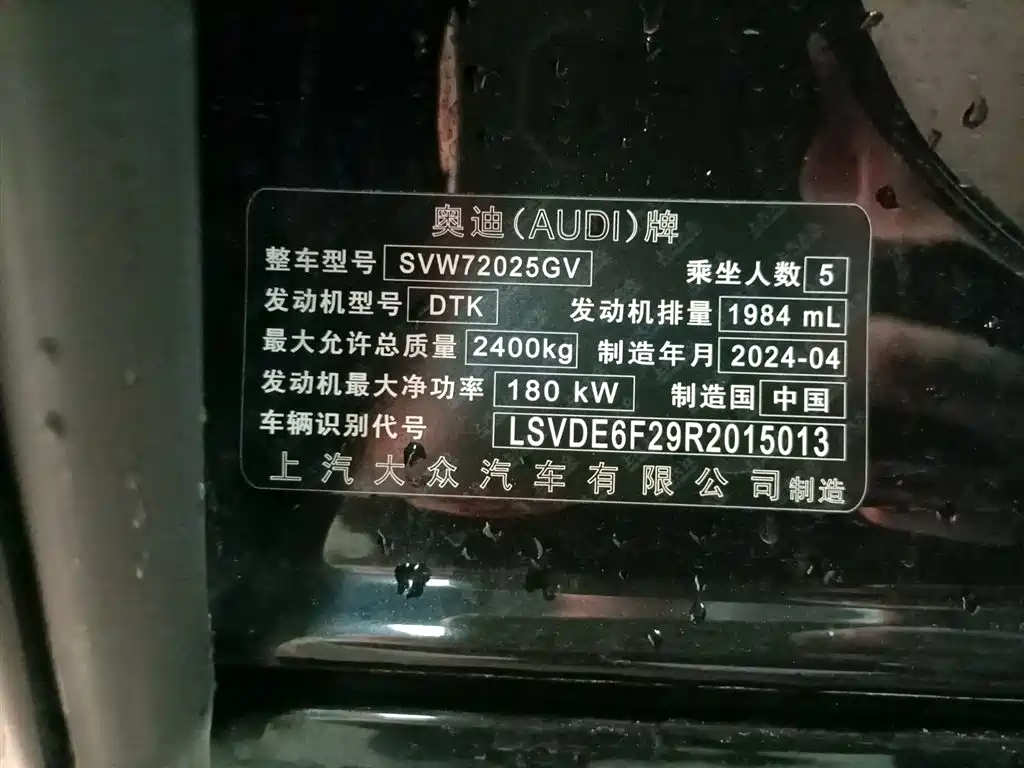 奥迪(AUDI)牌
整车型号 SVW72025GV 乘坐人数 5
发动机型号 DTK 发动机排量 1984 mL
最大允许总质量 2400kg 制造年月 2024-04
发动机最大净功率 180 kW 制造国 中国
车辆识别代号 LSVDE6F29R2015013
上汽大众汽车有限公司制造